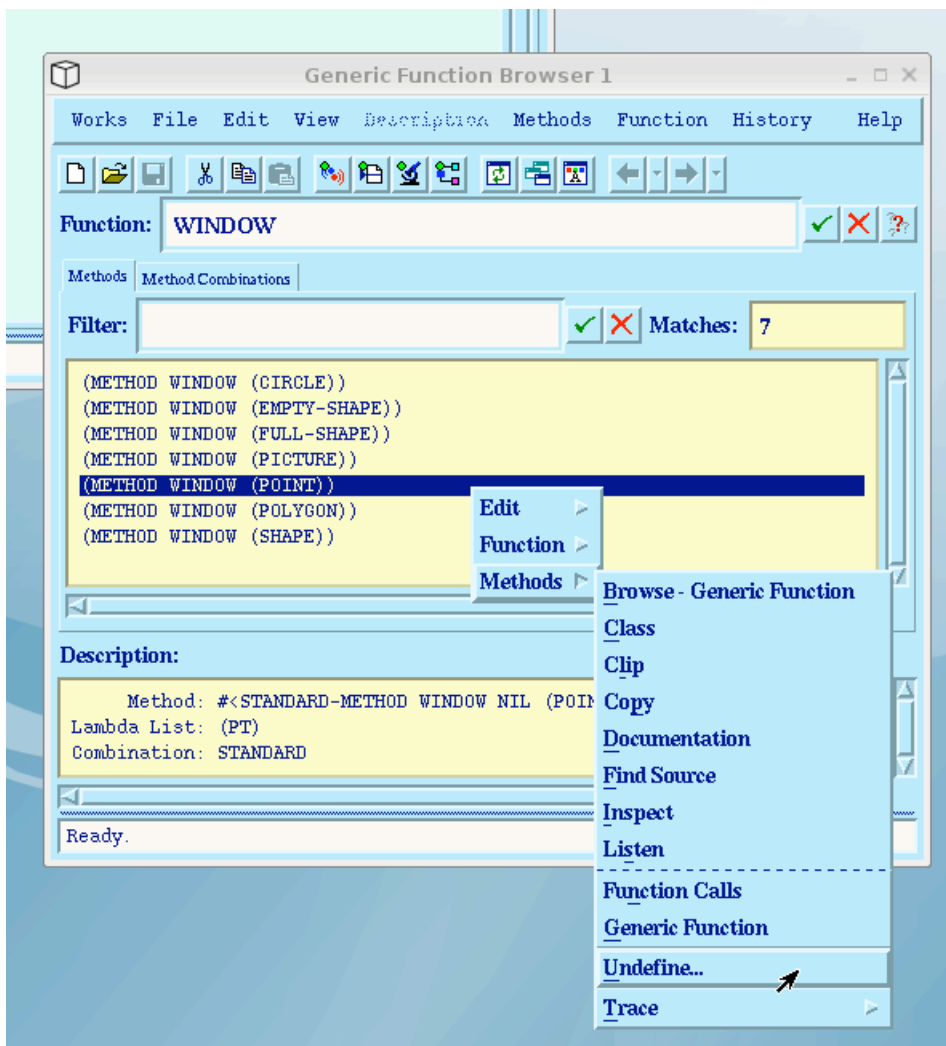 Generic Function Browser 1
Works File Edit View Description Methods Function History Help
Function: WINDOW
Methods Method Combinations
Filter: Matches: 7
(METHOD WINDOW (CIRCLE))
(METHOD WINDOW (EMPTY-SHAPE))
(METHOD WINDOW (FULL-SHAPE))
(METHOD WINDOW (PICTURE))
(METHOD WINDOW (POINT))
(METHOD WINDOW (POLYGON))
(METHOD WINDOW (SHAPE))
Edit
Function
Methods
Browse - Generic Function
Class
Clip
Copy
Documentation
Find Source
Inspect
Listen
Function Calls
Generic Function
Undefine...
Trace
Description:
Method: #<STANDARD-METHOD WINDOW NIL (POIN
Lambda List: (PT)
Combination: STANDARD
Ready.